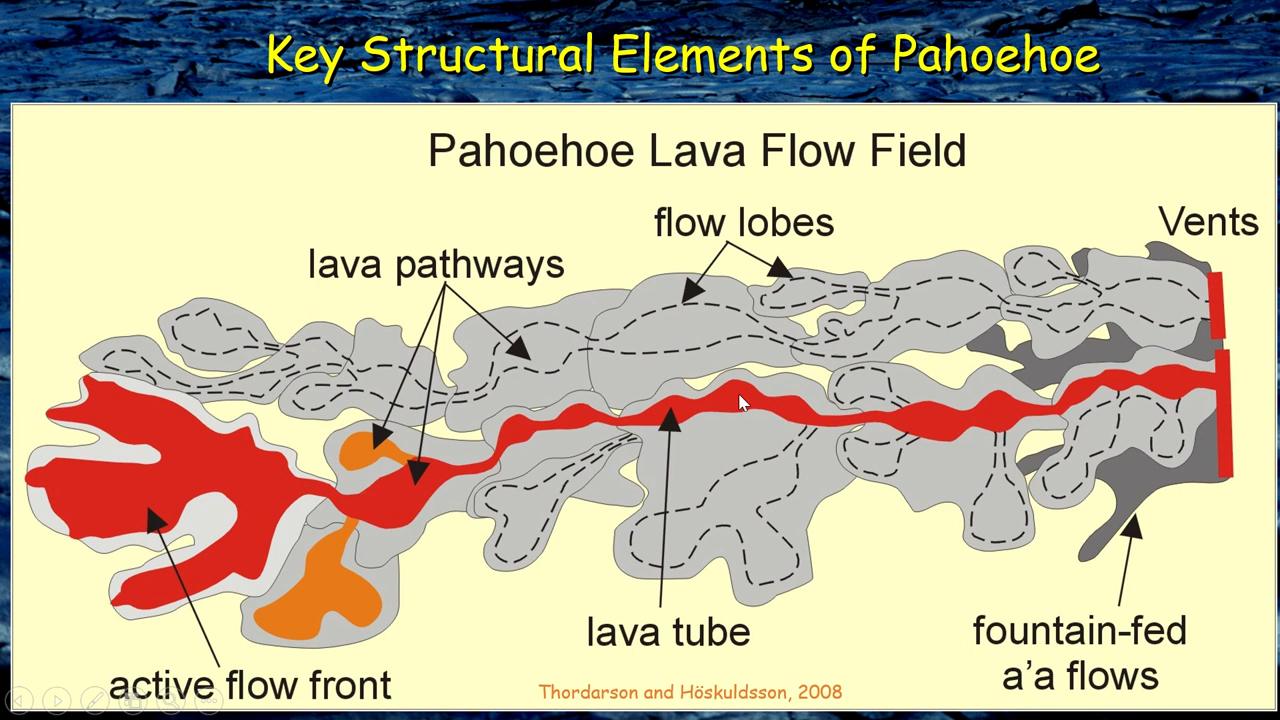 Key Structural Elements of Pahoehoe
Pahoehoe Lava Flow Field
flow lobes
Vents
lava pathways
lava tube
fountain-fed
a'a flows
active flow front
Thordarson and Höskuldsson, 2008